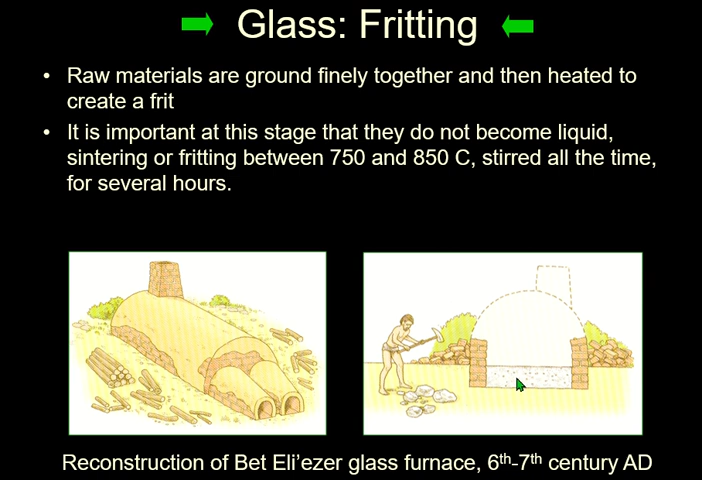 Glass: Fritting
• Raw materials are ground finely together and then heated to
create a frit
• It is important at this stage that they do not become liquid,
sintering or fritting between 750 and 850 C, stirred all the time,
for several hours.
Reconstruction of Bet Eli’ezer glass furnace, 6th-7th century AD